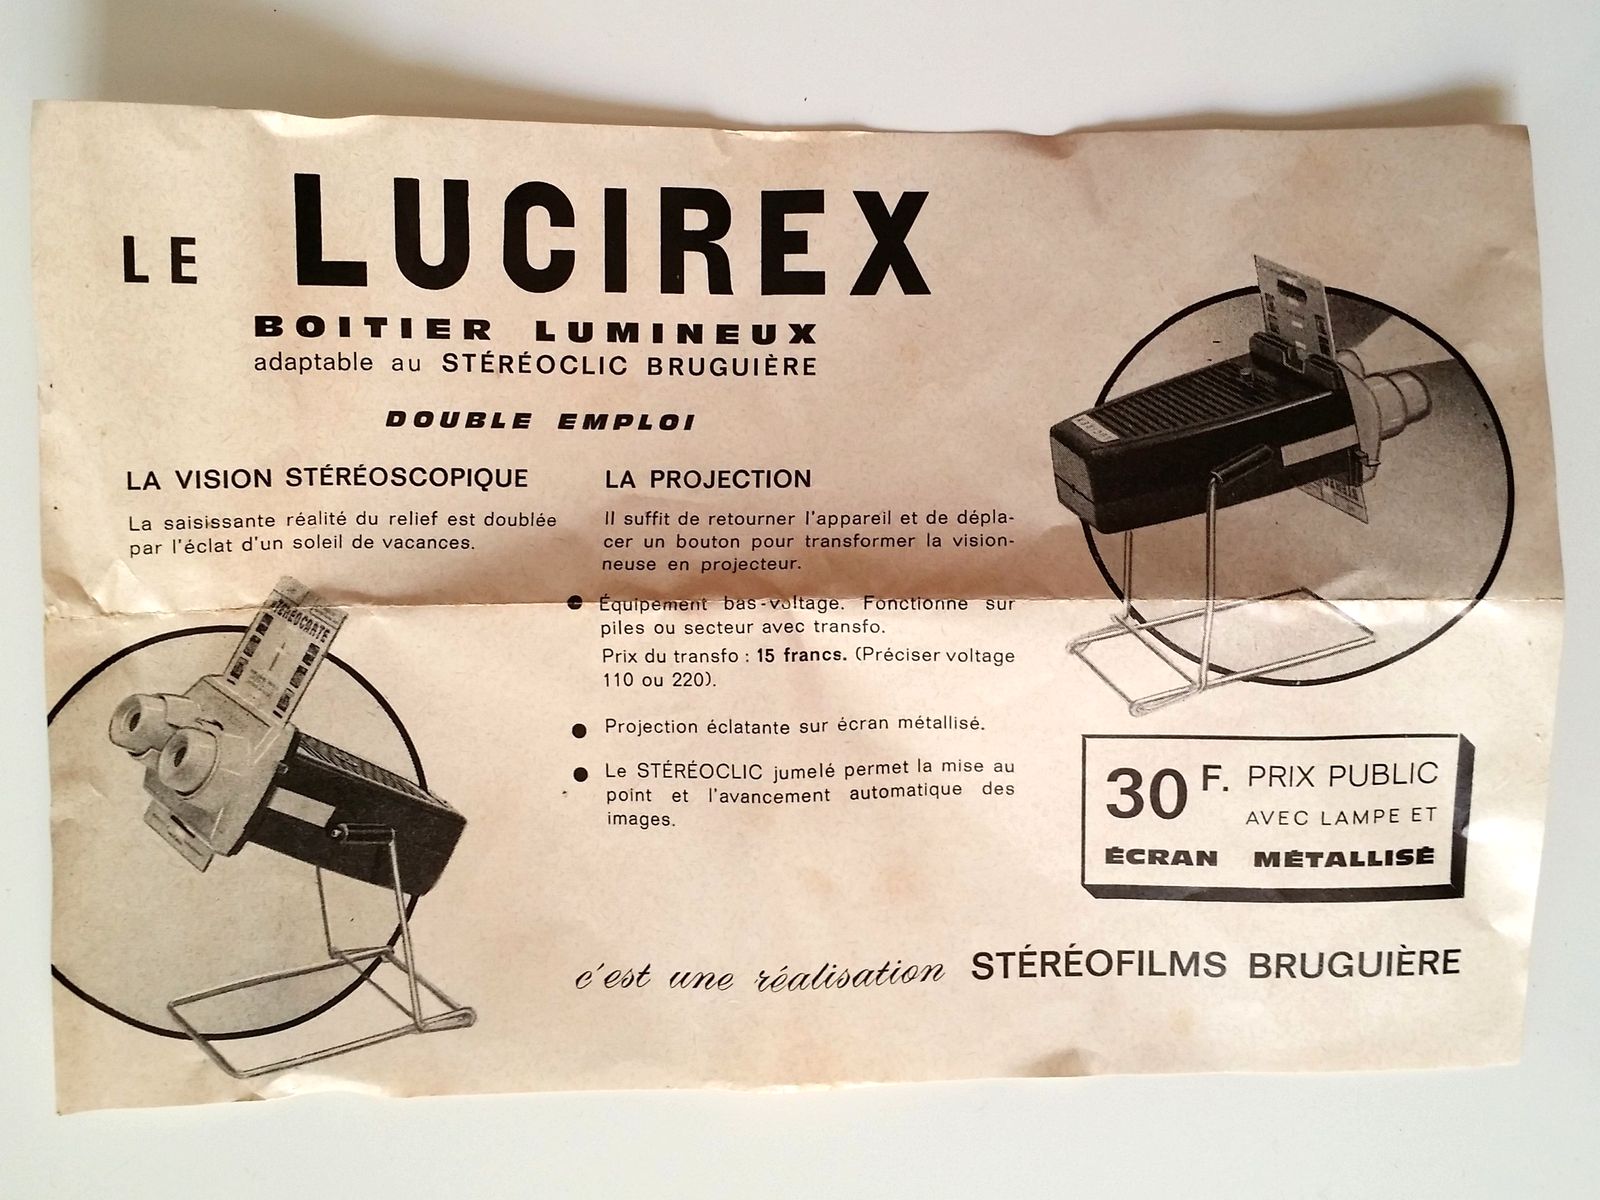 LE LUCIREX
BOITIER LUMINEUX
adaptable au STÉRÉOCLIC BRUGUIÈRE
DOUBLE EMPLOI
LA VISION STÉRÉOSCOPIQUE
La saisissante réalité du relief est doublée
par l'éclat d'un soleil de vacances.
LA PROJECTION
Il suffit de retourner l'appareil et de dépla-
cer un bouton pour transformer la vision-
neuse en projecteur.
● Équipement bas-voltage. Fonctionne sur
piles ou secteur avec transfo.
Prix du transfo : 15 francs. (Préciser voltage
110 ou 220).
● Projection éclatante sur écran métallisé.
● Le STÉRÉOCLIC jumelé permet la mise au
point et l'avancement automatique des
images.
STÉRÉOCARTE
LUCIREX
30 F. PRIX PUBLIC
AVEC LAMPE ET
ÉCRAN MÉTALLISÉ
c'est une réalisation STÉRÉOFILMS BRUGUIÈRE